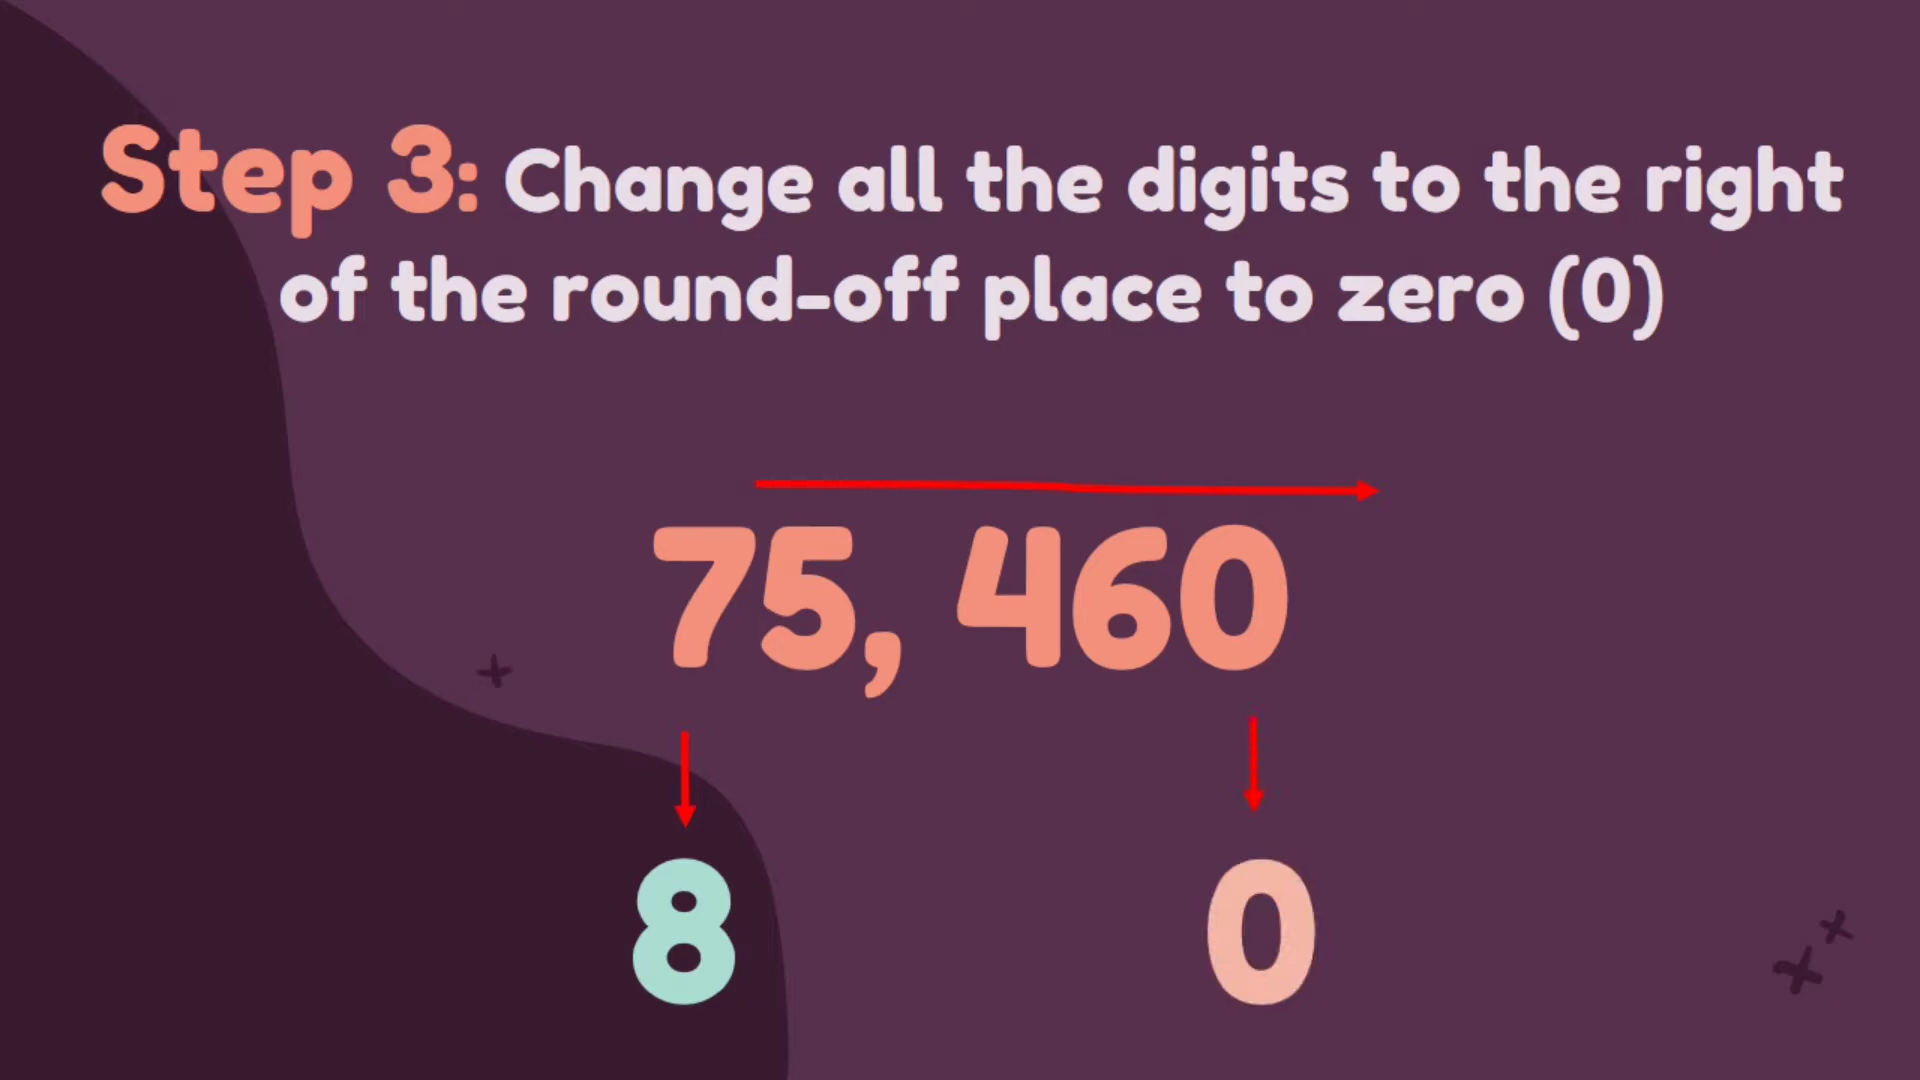 Step 3: Change all the digits to the right
of the round-off place to zero (0)
75, 460
8 0